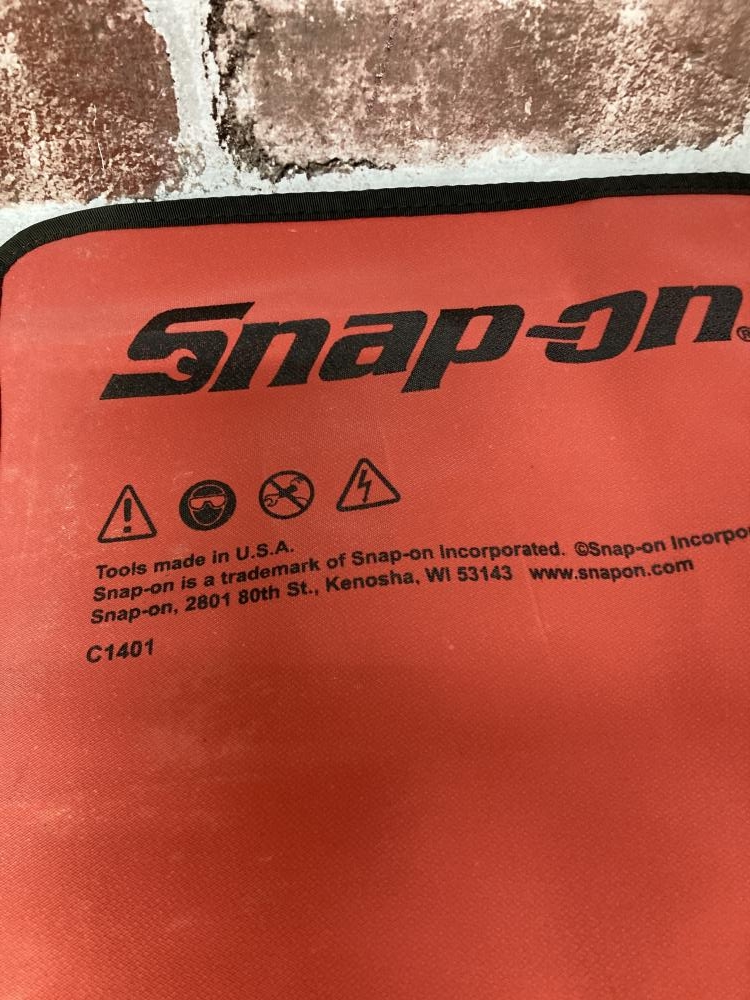 Snap-on®
Tools made in U.S.A.
Snap-on is a trademark of Snap-on Incorporated. ©Snap-on Incorpo
Snap-on, 2801 80th St., Kenosha, WI 53143 www.snapon.com
C1401